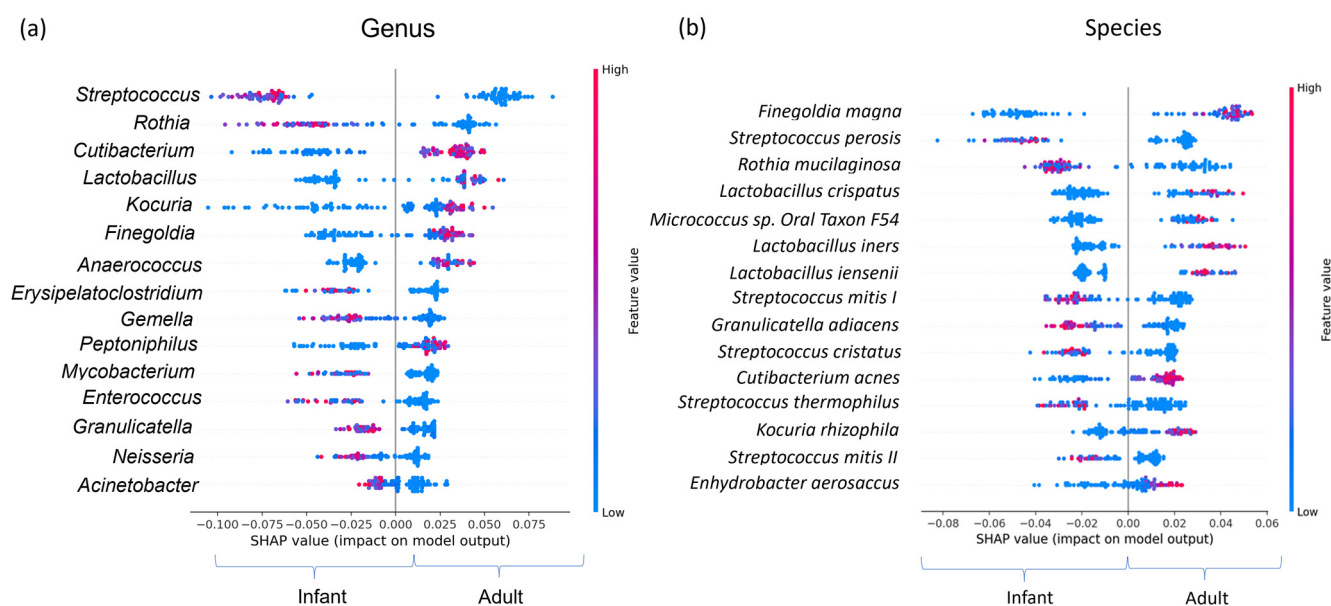 (a)
Genus
High
Streptococcus
Rothia
Cutibacterium
Lactobacillus
Kocuria
Finegoldia
Anaerococcus
Erysipelatoclostridium
Gemella
Peptoniphilus
Mycobacterium
Enterococcus
Granulicatella
Neisseria
Acinetobacter
Feature value
Low
−0.100 −0.075 −0.050 −0.025 0.000 0.025 0.050 0.075
SHAP value (impact on model output)
Infant
Adult
(b)
Species
High
Finegoldia magna
Streptococcus perosis
Rothia mucilaginosa
Lactobacillus crispatus
Micrococcus sp. Oral Taxon F54
Lactobacillus iners
Lactobacillus jensenii
Streptococcus mitis I
Granulicatella adiacens
Streptococcus cristatus
Cutibacterium acnes
Streptococcus thermophilus
Kocuria rhizophila
Streptococcus mitis II
Enhydrobacter aerosaccus
Feature value
Low
−0.08 −0.06 −0.04 −0.02 0.00 0.02 0.04 0.06
SHAP value (impact on model output)
Infant
Adult